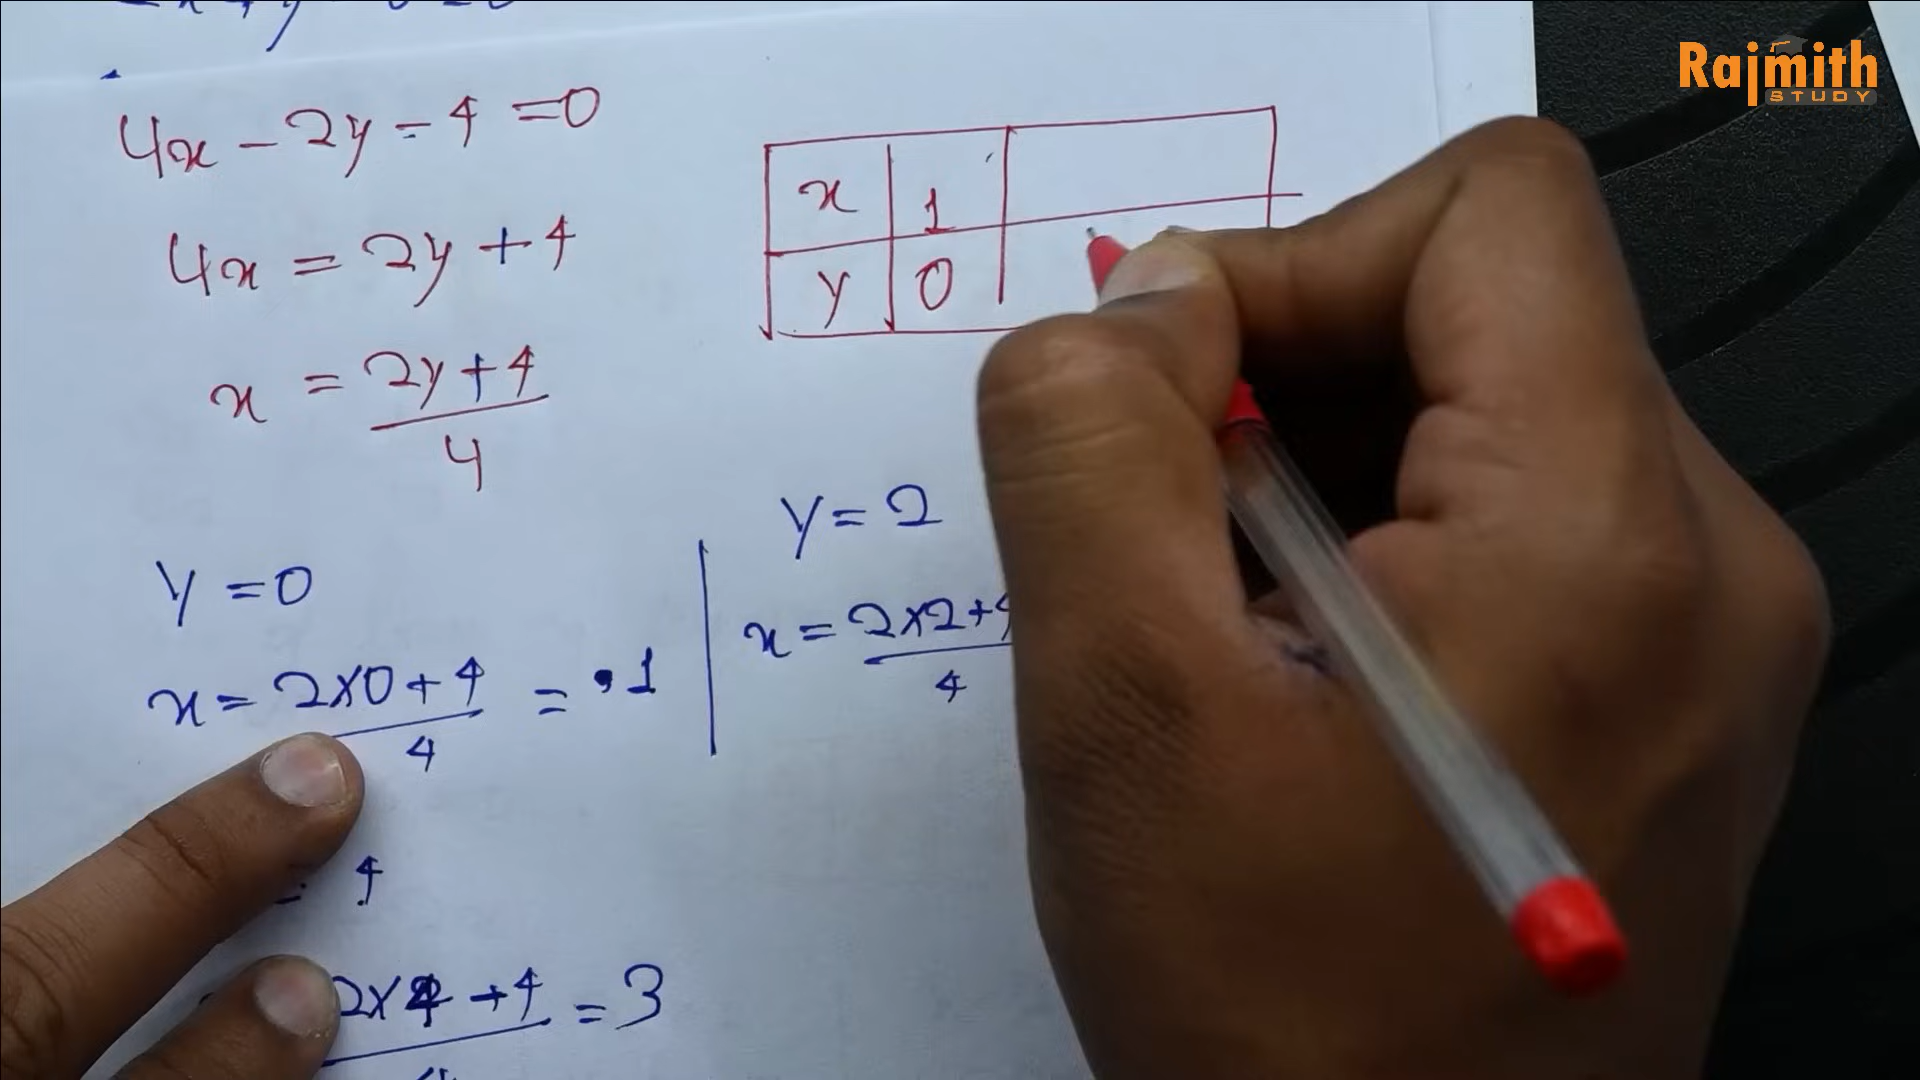 Rajmith
STUDY
4x - 2y - 4 = 0
4x = 2y + 4
x = 2y + 4
4
x 1
y 0
y = 0
x = 2x0 + 4 = 1
4
y = 2
x = 2x2+4
4
= 4
2x4 + 4 = 3